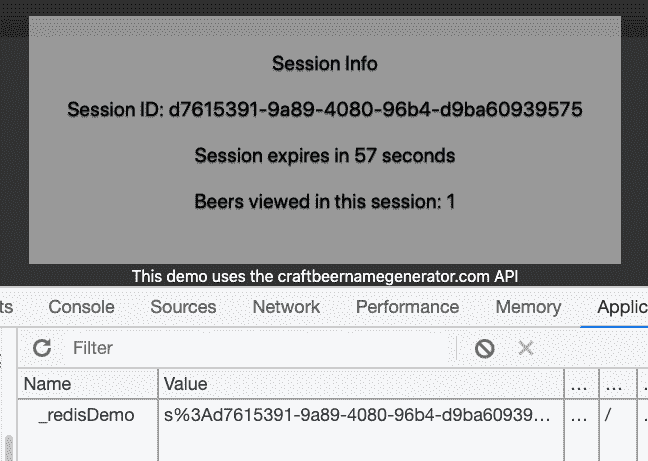 Session Info
Session ID: d7615391-9a89-4080-96b4-d9ba60939575
Session expires in 57 seconds
Beers viewed in this session: 1
This demo uses the craftbeernamegenerator.com API
ts Console Sources Network Performance Memory Applic
Filter
Name Value ... ...
_redisDemo s%3Ad7615391-9a89-4080-96b4-d9ba60939... ... /